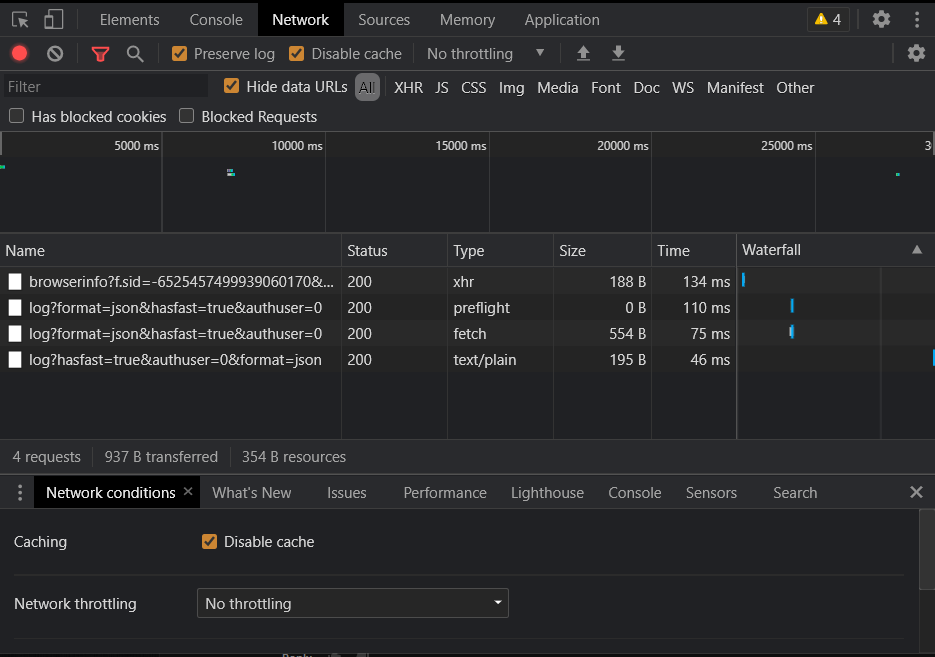 Elements Console Network Sources Memory Application 4
Preserve log Disable cache No throttling
Filter Hide data URLs All XHR JS CSS Img Media Font Doc WS Manifest Other
Has blocked cookies Blocked Requests
5000 ms 10000 ms 15000 ms 20000 ms 25000 ms 3
Name Status Type Size Time Waterfall
browserinfo?f.sid=-6525457499939060170&... 200 xhr 188 B 134 ms
log?format=json&hasfast=true&authuser=0 200 preflight 0 B 110 ms
log?format=json&hasfast=true&authuser=0 200 fetch 554 B 75 ms
log?hasfast=true&authuser=0&format=json 200 text/plain 195 B 46 ms
4 requests 937 B transferred 354 B resources
Network conditions What's New Issues Performance Lighthouse Console Sensors Search
Caching Disable cache
Network throttling No throttling